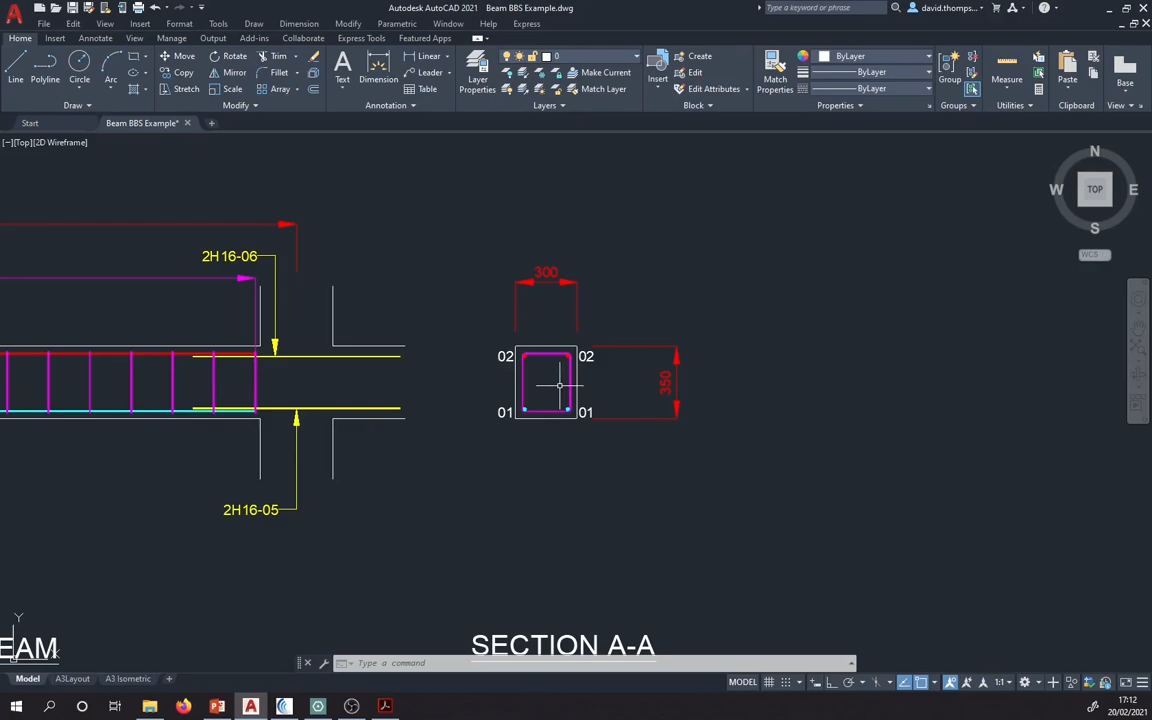 Autodesk AutoCAD 2021 Beam BBS Example.dwg
Type a keyword or phrase
david.thomps...
File Edit View Insert Format Tools Draw Dimension Modify Parametric Window Help Express
Home Insert Annotate View Manage Output Add-ins Collaborate Express Tools Featured Apps
Line Polyline Circle Arc
Draw
Move Rotate Trim
Copy Mirror Fillet
Stretch Scale Array
Modify
Text Dimension
Linear
Leader
Table
Annotation
Layer Properties
0
Make Current
Match Layer
Layers
Insert
Create
Edit
Edit Attributes
Block
Match Properties
ByLayer
ByLayer
ByLayer
Properties
Group
Groups
Measure
Utilities
Paste
Clipboard
Base
View
Start
Beam BBS Example*
[−][Top][2D Wireframe]
N
W TOP E
S
WCS
2H16-06
300
02 02
350
01 01
2H16-05
Y
X
EAM
SECTION A-A
Type a command
Model A3Layout A3 Isometric
MODEL
1:1
17:12
20/02/2021